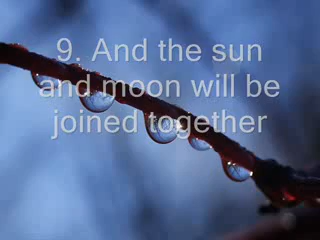 9. And the sun
and moon will be
joined together